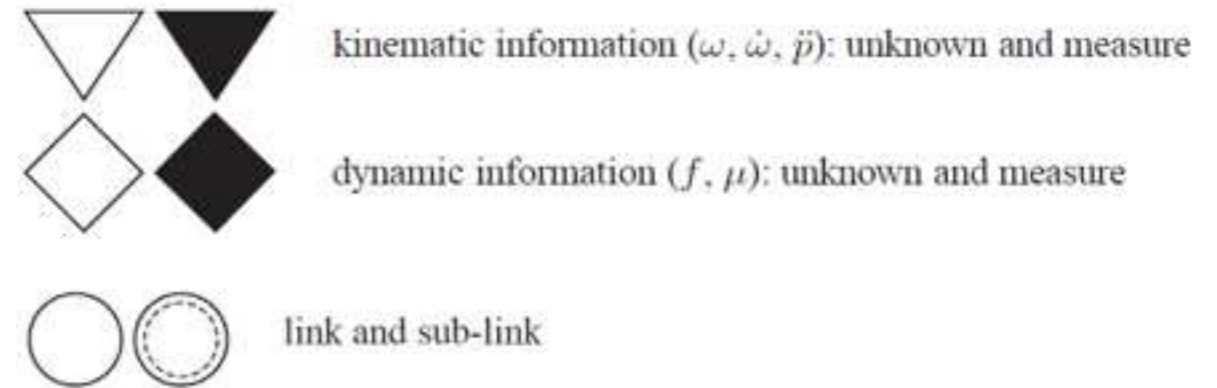 kinematic information (ω, ω̇, p̈): unknown and measure
dynamic information (f, μ): unknown and measure
link and sub-link